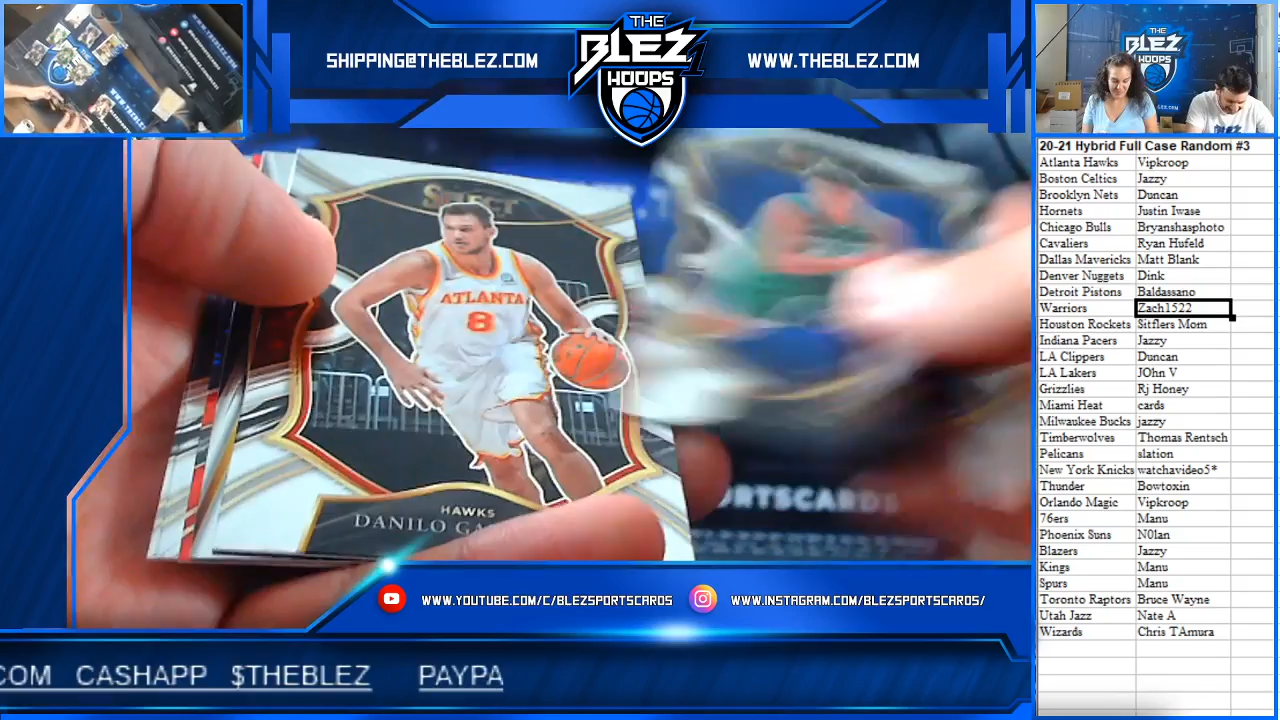 SHIPPING@THEBLEZ.COM
THE
BLEZ
HOOPS
WWW.THEBLEZ.COM
THE
BLEZ
SELECT
ATLANTA
8
HAWKS
DANILO
20-21 Hybrid Full Case Random #3
Atlanta Hawks Vipkroop
Boston Celtics Jazzy
Brooklyn Nets Duncan
Hornets Justin Iwase
Chicago Bulls Bryanshasphoto
Cavaliers Ryan Hufeld
Dallas Mavericks Matt Blank
Denver Nuggets Dink
Detroit Pistons Baldassano
Warriors Zach1522
Houston Rockets Sitflers Mom
Indiana Pacers Jazzy
LA Clippers Duncan
LA Lakers JOhn V
Grizzlies Rj Honey
Miami Heat cards
Milwaukee Bucks jazzy
Timberwolves Thomas Rentsch
Pelicans slation
New York Knicks watchavideo5*
Thunder Bowtoxin
Orlando Magic Vipkroop
76ers Manu
Phoenix Suns N0lan
Blazers Jazzy
Kings Manu
Spurs Manu
Toronto Raptors Bruce Wayne
Utah Jazz Nate A
Wizards Chris TAmura
WWW.YOUTUBE.COM/C/BLEZSPORTSCARDS
WWW.INSTAGRAM.COM/BLEZSPORTSCARDS/
COM CASHAPP $THEBLEZ PAYPA